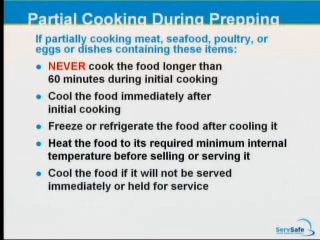 Partial Cooking During Prepping
If partially cooking meat, seafood, poultry, or
eggs or dishes containing these items:
● NEVER cook the food longer than
60 minutes during initial cooking
● Cool the food immediately after
initial cooking
● Freeze or refrigerate the food after cooling it
● Heat the food to its required minimum internal
temperature before selling or serving it
● Cool the food if it will not be served
immediately or held for service
ServSafe